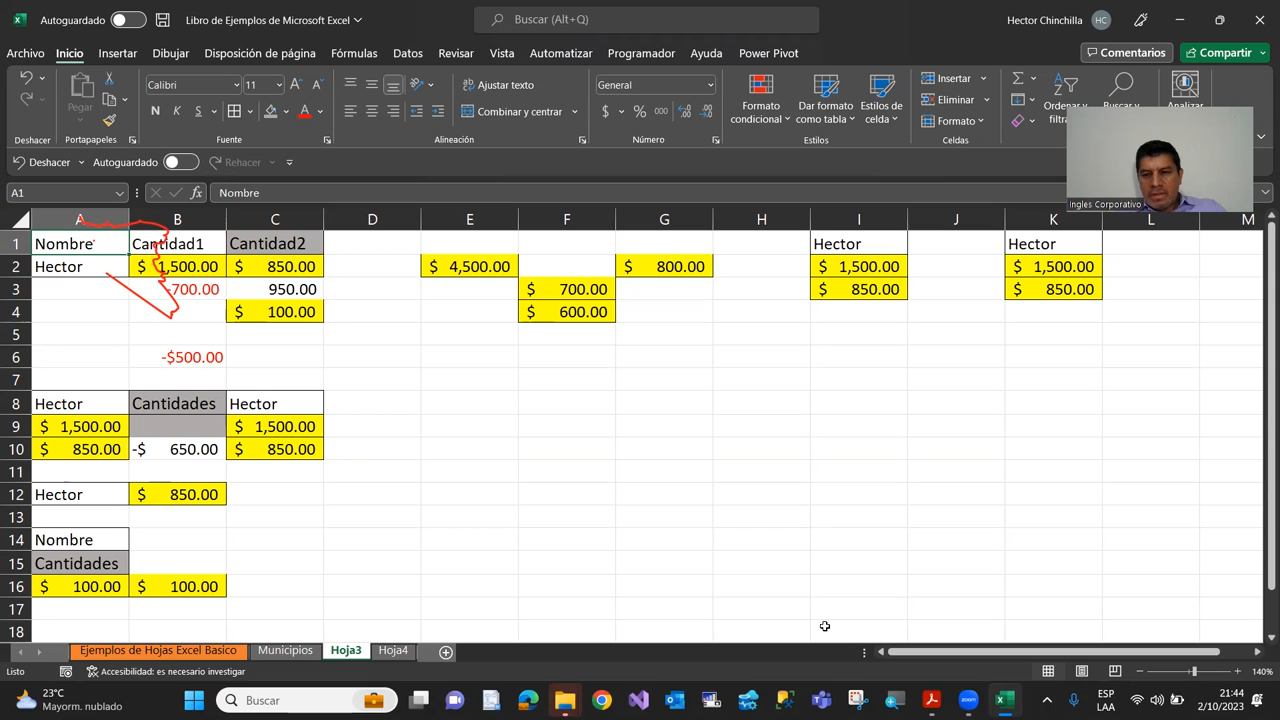 Autoguardado
Libro de Ejemplos de Microsoft Excel
Buscar (Alt+Q)
Hector Chinchilla
HC
Archivo Inicio Insertar Dibujar Disposición de página Fórmulas Datos Revisar Vista Automatizar Programador Ayuda Power Pivot
Comentarios
Compartir
Pegar
Calibri 11
N K S
Ajustar texto
Combinar y centrar
General
$ % 000
Formato condicional
Dar formato como tabla
Estilos de celda
Insertar
Eliminar
Formato
Ordenar y
filtra
Buscar y
Analizar
Deshacer Portapapeles Fuente Alineación Número Estilos Celdas
Deshacer Autoguardado Rehacer
Ingles Corporativo
A1 fx Nombre
A B C D E F G H I J K L M
1 Nombre Cantidad1 Cantidad2 Hector Hector
2 Hector $ 1,500.00 $ 850.00 $ 4,500.00 $ 800.00 $ 1,500.00 $ 1,500.00
3 -700.00 950.00 $ 700.00 $ 850.00 $ 850.00
4 $ 100.00 $ 600.00
5
6 -$500.00
7
8 Hector Cantidades Hector
9 $ 1,500.00 $ 1,500.00
10 $ 850.00 -$ 650.00 $ 850.00
11
12 Hector $ 850.00
13
14 Nombre
15 Cantidades
16 $ 100.00 $ 100.00
17
18
Ejemplos de Hojas Excel Basico Municipios Hoja3 Hoja4
Listo
Accesibilidad: es necesario investigar
140%
23°C
Mayorm. nublado
Buscar
ESP
LAA
21:44
2/10/2023